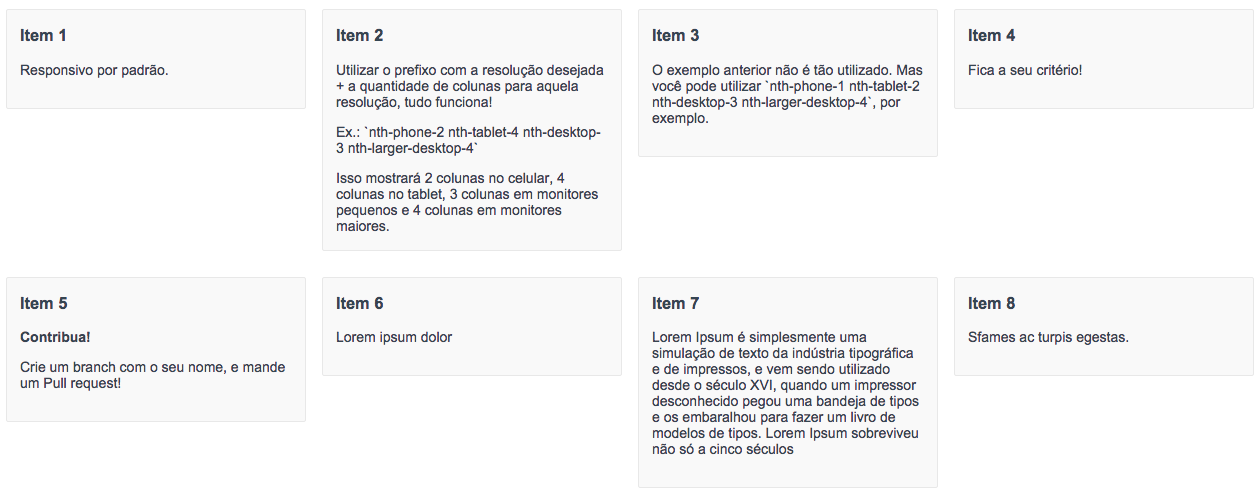 Item 1
Responsivo por padrão.
Item 2
Utilizar o prefixo com a resolução desejada
+ a quantidade de colunas para aquela
resolução, tudo funciona!
Ex.: `nth-phone-2 nth-tablet-4 nth-desktop-
3 nth-larger-desktop-4`
Isso mostrará 2 colunas no celular, 4
colunas no tablet, 3 colunas em monitores
pequenos e 4 colunas em monitores
maiores.
Item 3
O exemplo anterior não é tão utilizado. Mas
você pode utilizar `nth-phone-1 nth-tablet-2
nth-desktop-3 nth-larger-desktop-4`, por
exemplo.
Item 4
Fica a seu critério!
Item 5
Contribua!
Crie um branch com o seu nome, e mande
um Pull request!
Item 6
Lorem ipsum dolor
Item 7
Lorem Ipsum é simplesmente uma
simulação de texto da indústria tipográfica
e de impressos, e vem sendo utilizado
desde o século XVI, quando um impressor
desconhecido pegou uma bandeja de tipos
e os embaralhou para fazer um livro de
modelos de tipos. Lorem Ipsum sobreviveu
não só a cinco séculos
Item 8
Sfames ac turpis egestas.